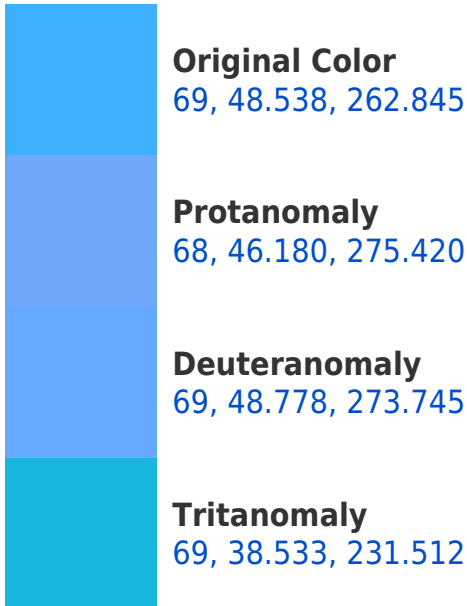 Original Color
69, 48.538, 262.845
Protanomaly
68, 46.180, 275.420
Deuteranomaly
69, 48.778, 273.745
Tritanomaly
69, 38.533, 231.512